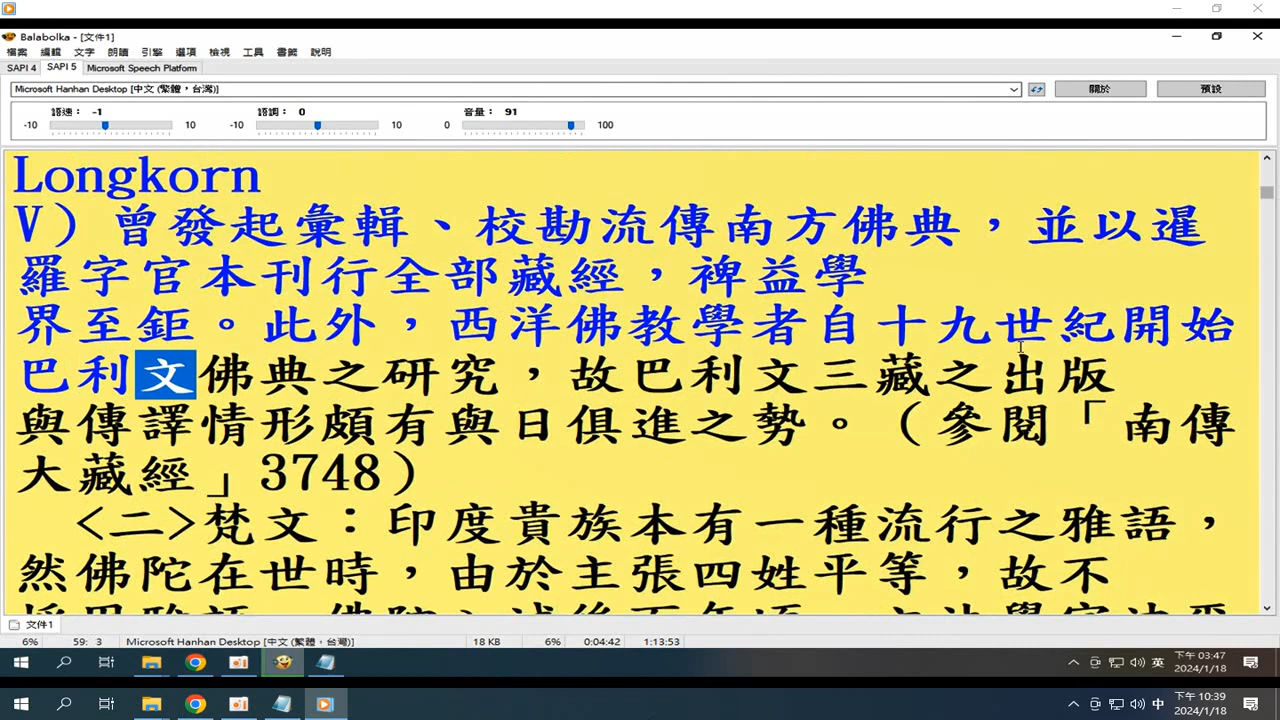 Balabolka - [文件1]
檔案 編輯 文字 朗讀 引擎 選項 檢視 工具 書籤 說明
SAPI 4 SAPI 5 Microsoft Speech Platform
Microsoft Hanhan Desktop [中文 (繁體，台灣)] 關於 預設
語速： -1 語調： 0 音量： 91
-10 10 -10 10 0 100
Longkorn
V）曾發起彙輯、校勘流傳南方佛典，並以暹
羅字官本刊行全部藏經，裨益學
界至鉅。此外，西洋佛教學者自十九世紀開始
巴利文佛典之研究，故巴利文三藏之出版
與傳譯情形頗有與日俱進之勢。（參閱「南傳
大藏經」3748）
<二>梵文：印度貴族本有一種流行之雅語，
然佛陀在世時，由於主張四姓平等，故不
文件1
6% 59: 3 Microsoft Hanhan Desktop [中文 (繁體，台灣)] 18 KB 6% 0:04:42 1:13:53
英 下午 03:47
2024/1/18
中 下午 10:39
2024/1/18